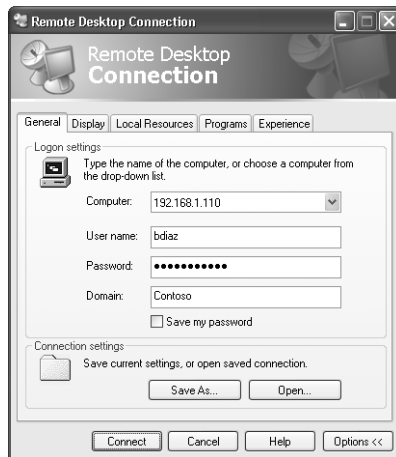 Remote Desktop Connection
Remote Desktop
Connection
General Display Local Resources Programs Experience
Logon settings
Type the name of the computer, or choose a computer from
the drop-down list.
Computer: 192.168.1.110
User name: bdiaz
Password: •••••••••••
Domain: Contoso
Save my password
Connection settings
Save current settings, or open saved connection.
Save As... Open...
Connect Cancel Help Options <<